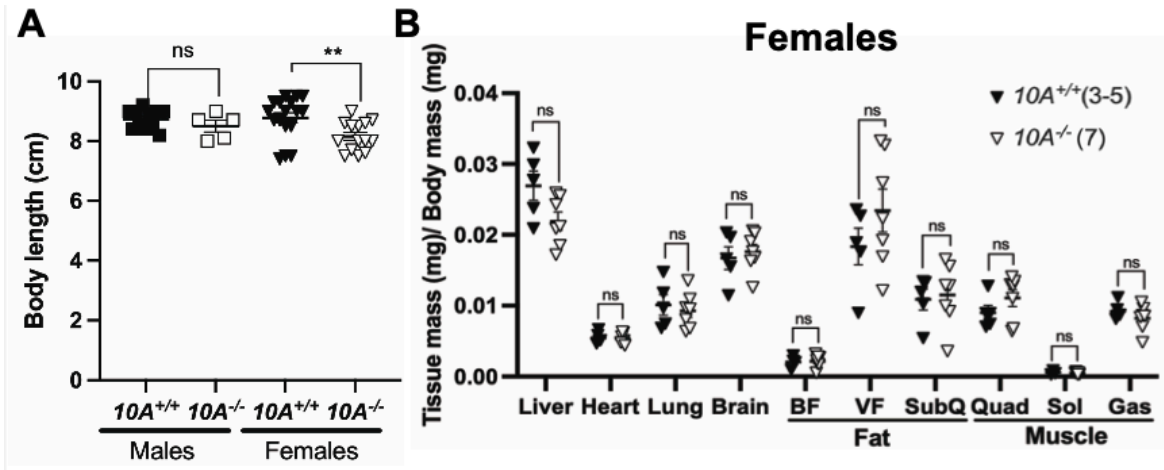 A
ns
**
Body length (cm)
10
8
6
4
2
0
10A+/+ 10A-/- 10A+/+ 10A-/-
Males Females
B
Females
Tissue mass (mg)/ Body mass (mg)
0.04
0.03
0.02
0.01
0.00
10A+/+(3-5)
10A-/- (7)
ns
ns
ns
ns
ns
ns
ns
ns
ns
ns
Liver Heart Lung Brain BF VF SubQ Quad Sol Gas
Fat Muscle